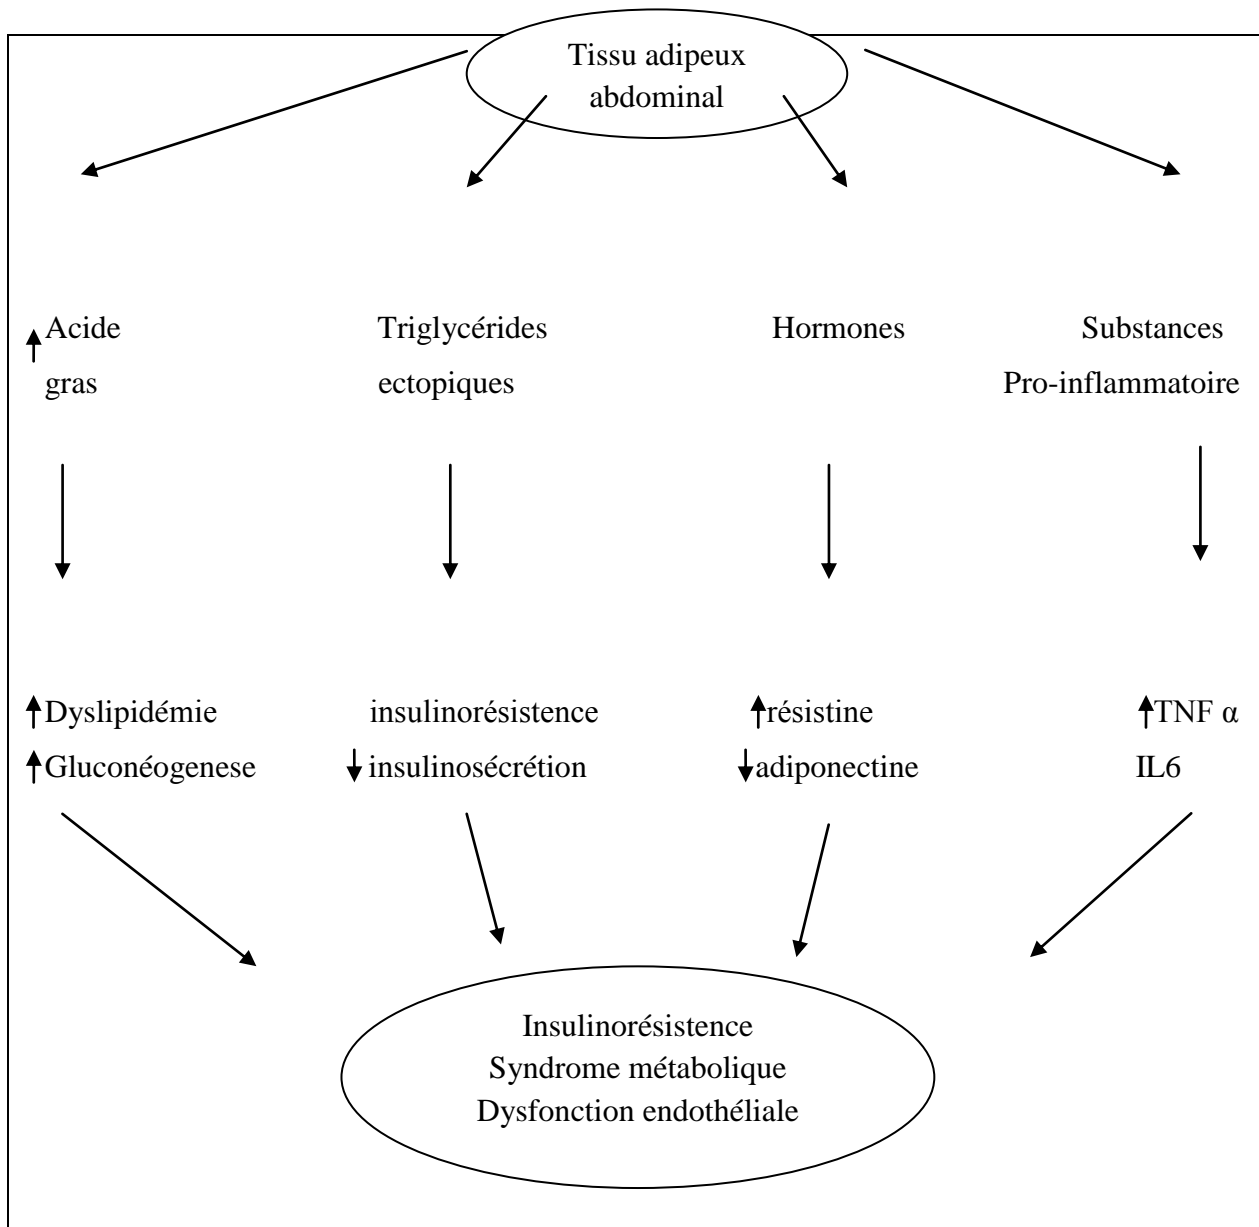 Tissu adipeux
abdominal
Acide
gras
Triglycérides
ectopiques
Hormones
Substances
Pro-inflammatoire
Dyslipidémie
Gluconéogenese
insulinorésistence
insulinosécrétion
résistine
adiponectine
TNF α
IL6
Insulinorésistence
Syndrome métabolique
Dysfonction endothéliale